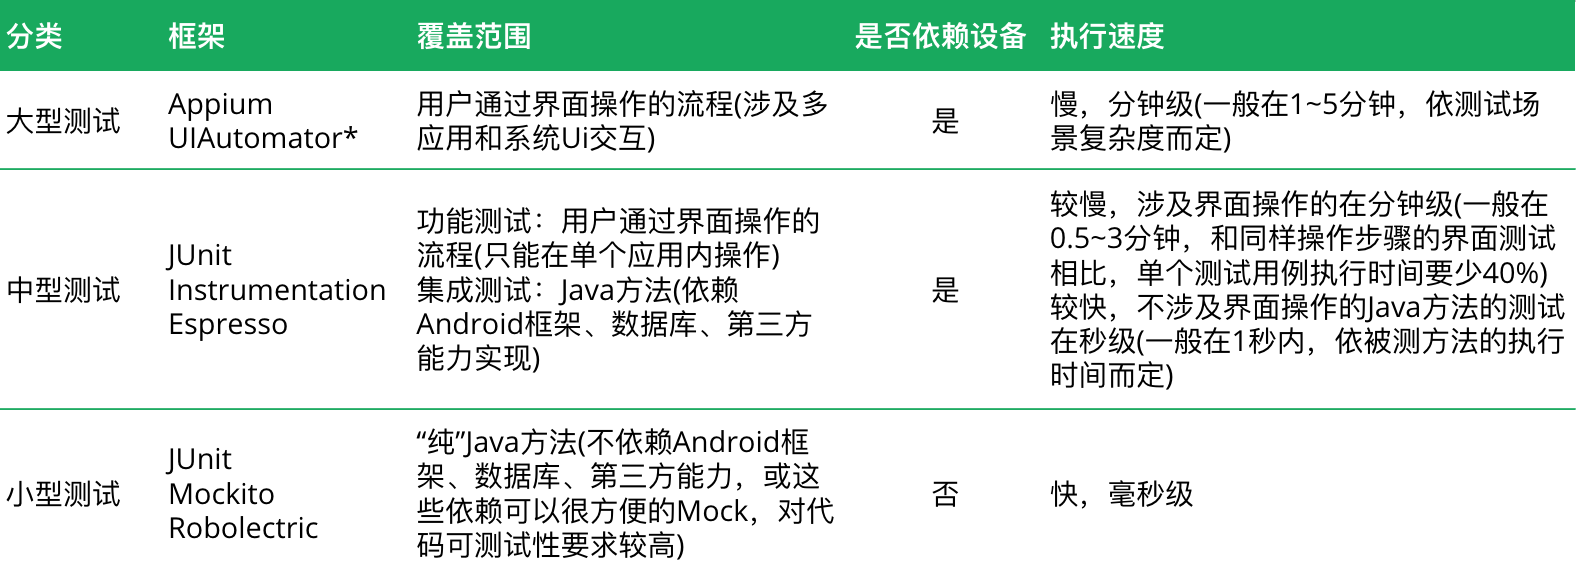 分类 框架 覆盖范围 是否依赖设备 执行速度
大型测试
Appium
UIAutomator*
用户通过界面操作的流程(涉及多
应用和系统Ui交互)
是
慢，分钟级(一般在1~5分钟，依测试场
景复杂度而定)
中型测试
JUnit
Instrumentation
Espresso
功能测试：用户通过界面操作的
流程(只能在单个应用内操作)
集成测试：Java方法(依赖
Android框架、数据库、第三方
能力实现)
是
较慢，涉及界面操作的在分钟级(一般在
0.5~3分钟，和同样操作步骤的界面测试
相比，单个测试用例执行时间要少40%)
较快，不涉及界面操作的Java方法的测试
在秒级(一般在1秒内，依被测方法的执行
时间而定)
小型测试
JUnit
Mockito
Robolectric
“纯”Java方法(不依赖Android框
架、数据库、第三方能力，或这
些依赖可以很方便的Mock，对代
码可测试性要求较高)
否
快，毫秒级